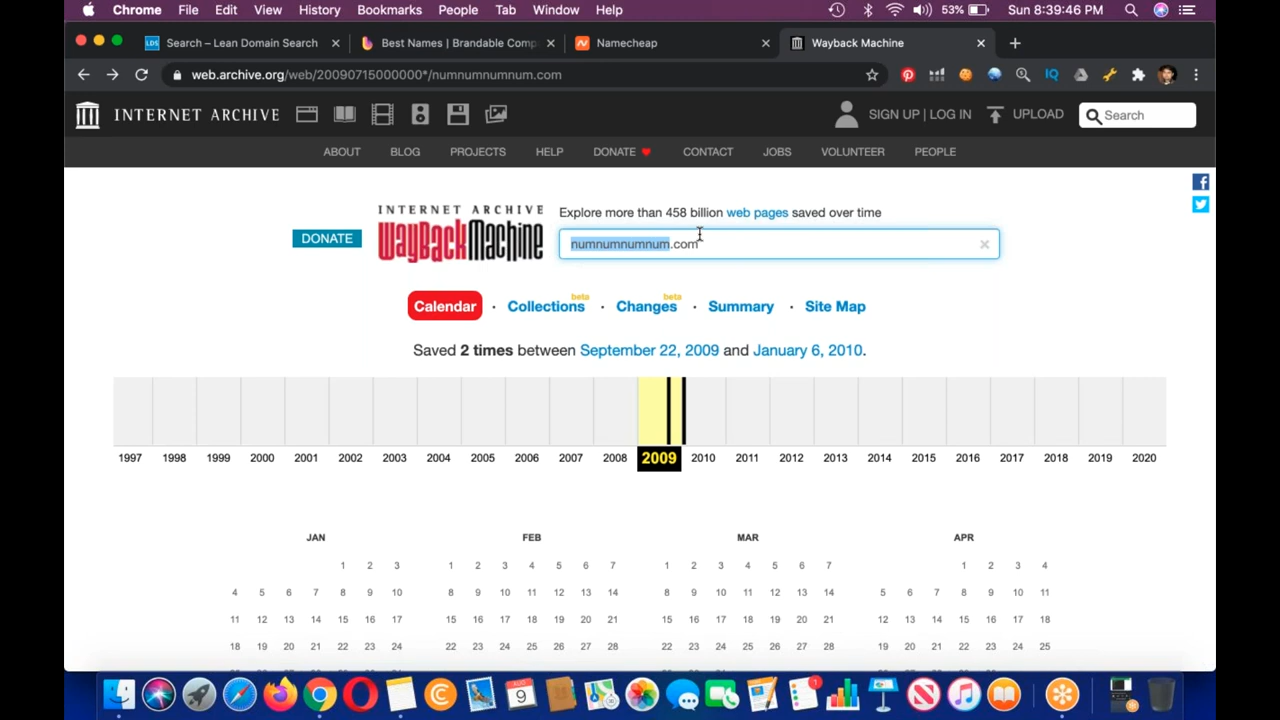 Chrome File Edit View History Bookmarks People Tab Window Help 53% Sun 8:39:46 PM
LDS Search – Lean Domain Search Best Names | Brandable Comp Namecheap Wayback Machine
web.archive.org/web/20090715000000*/numnumnumnum.com IQ
INTERNET ARCHIVE SIGN UP | LOG IN UPLOAD Search
ABOUT BLOG PROJECTS HELP DONATE CONTACT JOBS VOLUNTEER PEOPLE
INTERNET ARCHIVE Explore more than 458 billion web pages saved over time
DONATE WayBackMachine numnumnumnum.com
beta beta
Calendar · Collections · Changes · Summary · Site Map
Saved 2 times between September 22, 2009 and January 6, 2010.
1997 1998 1999 2000 2001 2002 2003 2004 2005 2006 2007 2008 2009 2010 2011 2012 2013 2014 2015 2016 2017 2018 2019 2020
JAN FEB MAR APR
1 2 3 1 2 3 4 5 6 7 1 2 3 4 5 6 7 1 2 3 4
4 5 6 7 8 9 10 8 9 10 11 12 13 14 8 9 10 11 12 13 14 5 6 7 8 9 10 11
11 12 13 14 15 16 17 15 16 17 18 19 20 21 15 16 17 18 19 20 21 12 13 14 15 16 17 18
18 19 20 21 22 23 24 22 23 24 25 26 27 28 22 23 24 25 26 27 28 19 20 21 22 23 24 25
AUG 9 1